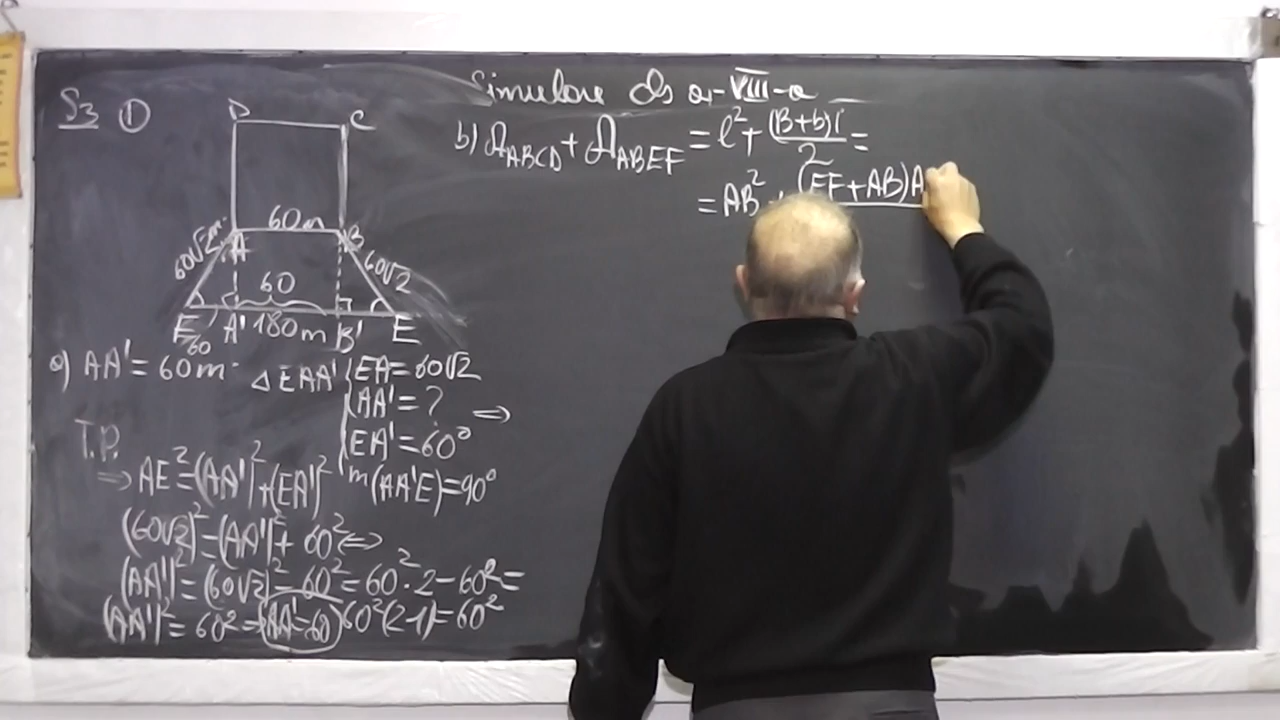 Simulare cls a-VIII-a
S3 ①
D C
60m
60√2 m A B 60√2
60
E A' 180m B' E
60
a) AA' = 60m
Δ EAA' EA = 60√2
AA' = ?
EA' = 60°
m(AA'E) = 90°
⇒
T.P.
⇒ AE² = (AA')² + (EA')²
(60√2)² = (AA')² + 60² ⇔
(AA')² = (60√2)² - 60² = 60²·2 - 60² =
(AA')² = 60² ⇒ AA' = 60 60²(2-1) = 60²
b) A_ABCD + A_ABEF = l² + (B+b)i/2 =
= AB² + (EF+AB)A